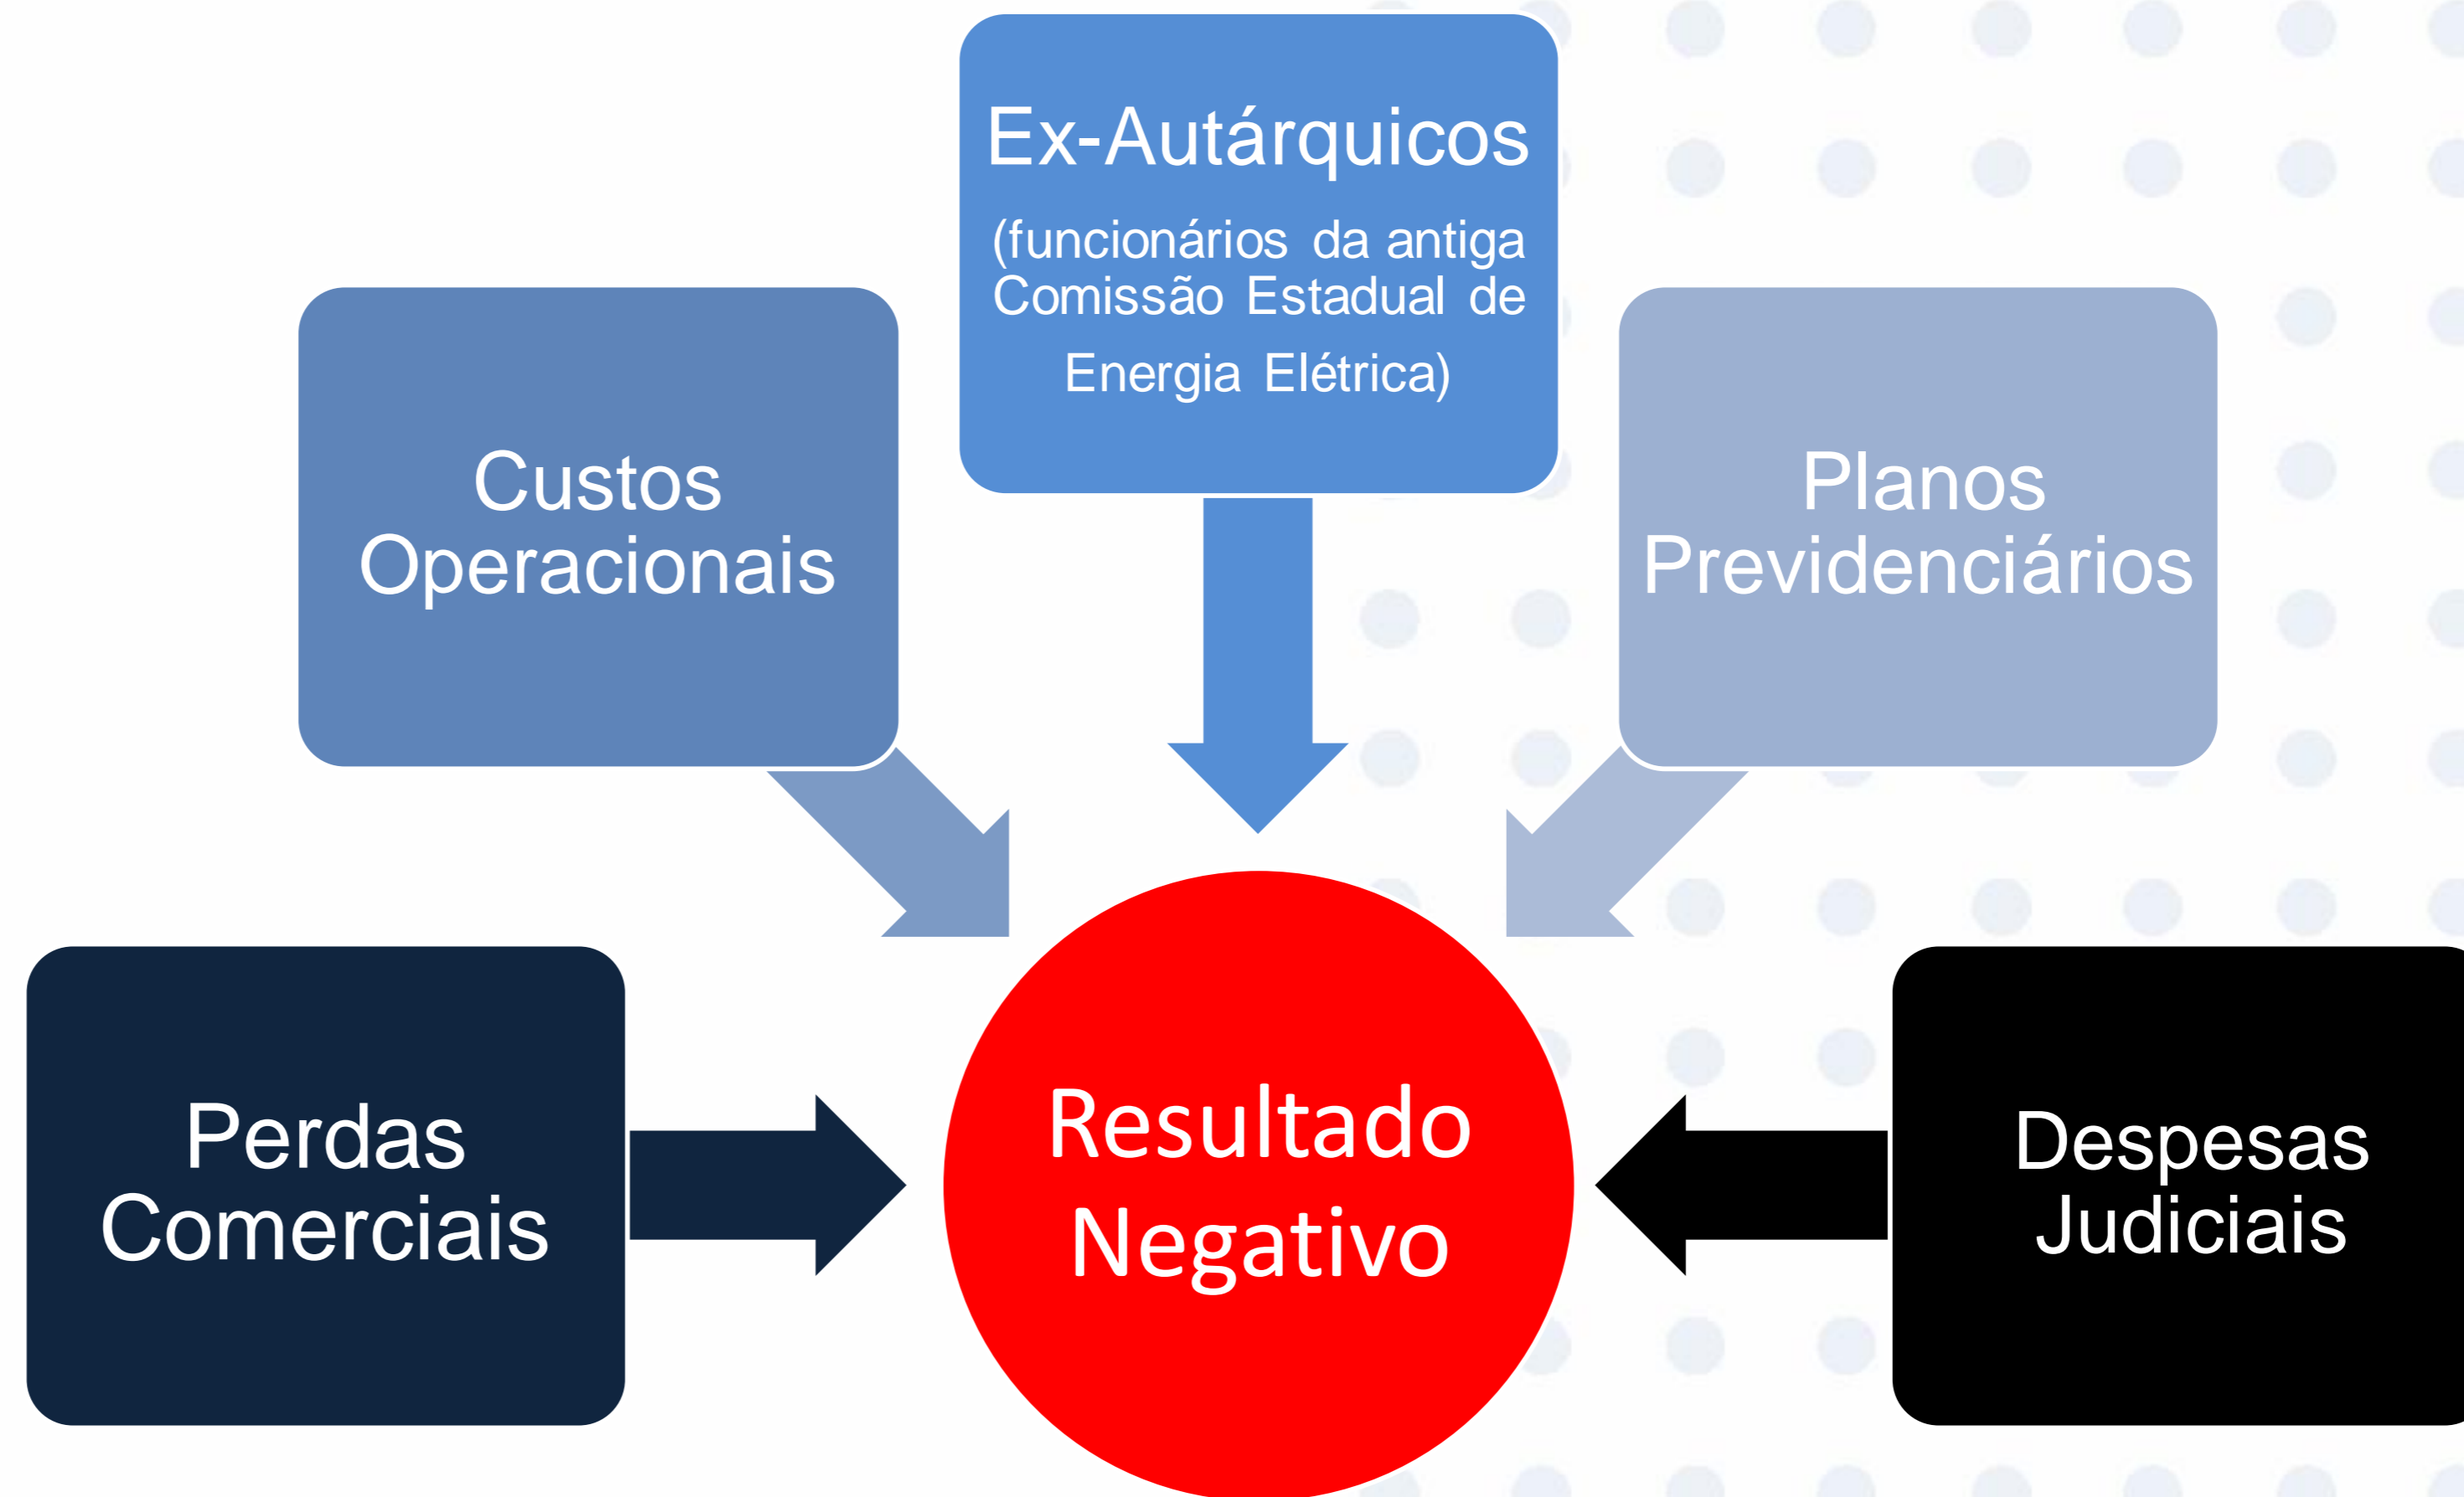 Ex-Autárquicos
(funcionários da antiga
Comissão Estadual de
Energia Elétrica)
Custos
Operacionais
Planos
Previdenciários
Perdas
Comerciais
Resultado
Negativo
Despesas
Judiciais